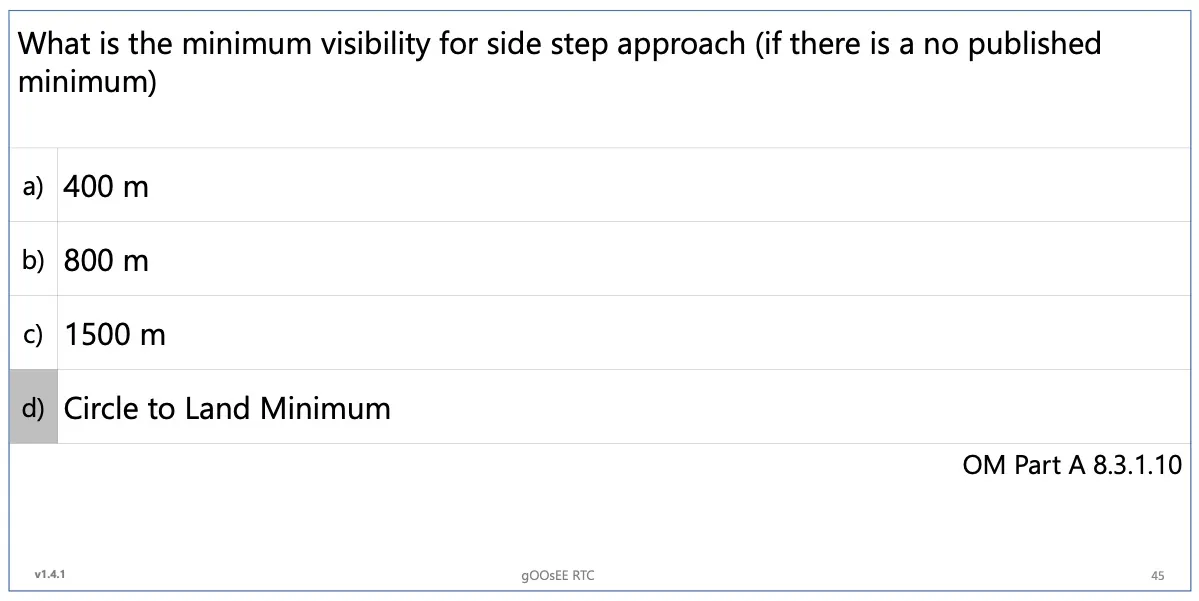 What is the minimum visibility for side step approach (if there is a no published
minimum)
a) 400 m
b) 800 m
c) 1500 m
d) Circle to Land Minimum
OM Part A 8.3.1.10
v1.4.1 gOOsEE RTC 45